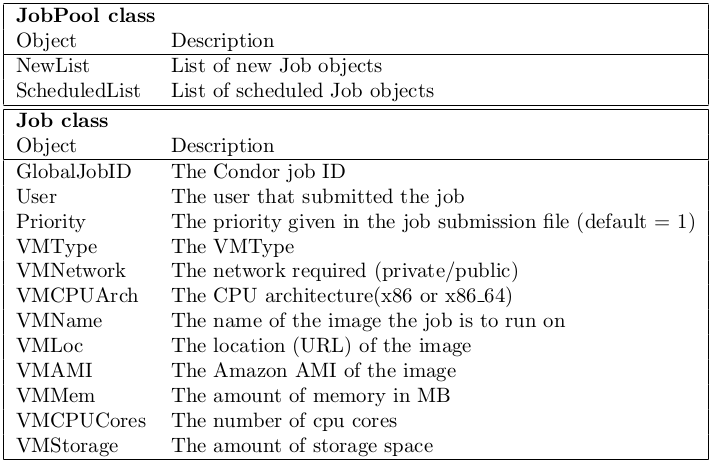 JobPool class
Object Description
NewList List of new Job objects
ScheduledList List of scheduled Job objects
Job class
Object Description
GlobalJobID The Condor job ID
User The user that submitted the job
Priority The priority given in the job submission file (default = 1)
VMType The VMType
VMNetwork The network required (private/public)
VMCPUArch The CPU architecture(x86 or x86_64)
VMName The name of the image the job is to run on
VMLoc The location (URL) of the image
VMAMI The Amazon AMI of the image
VMMem The amount of memory in MB
VMCPUCores The number of cpu cores
VMStorage The amount of storage space